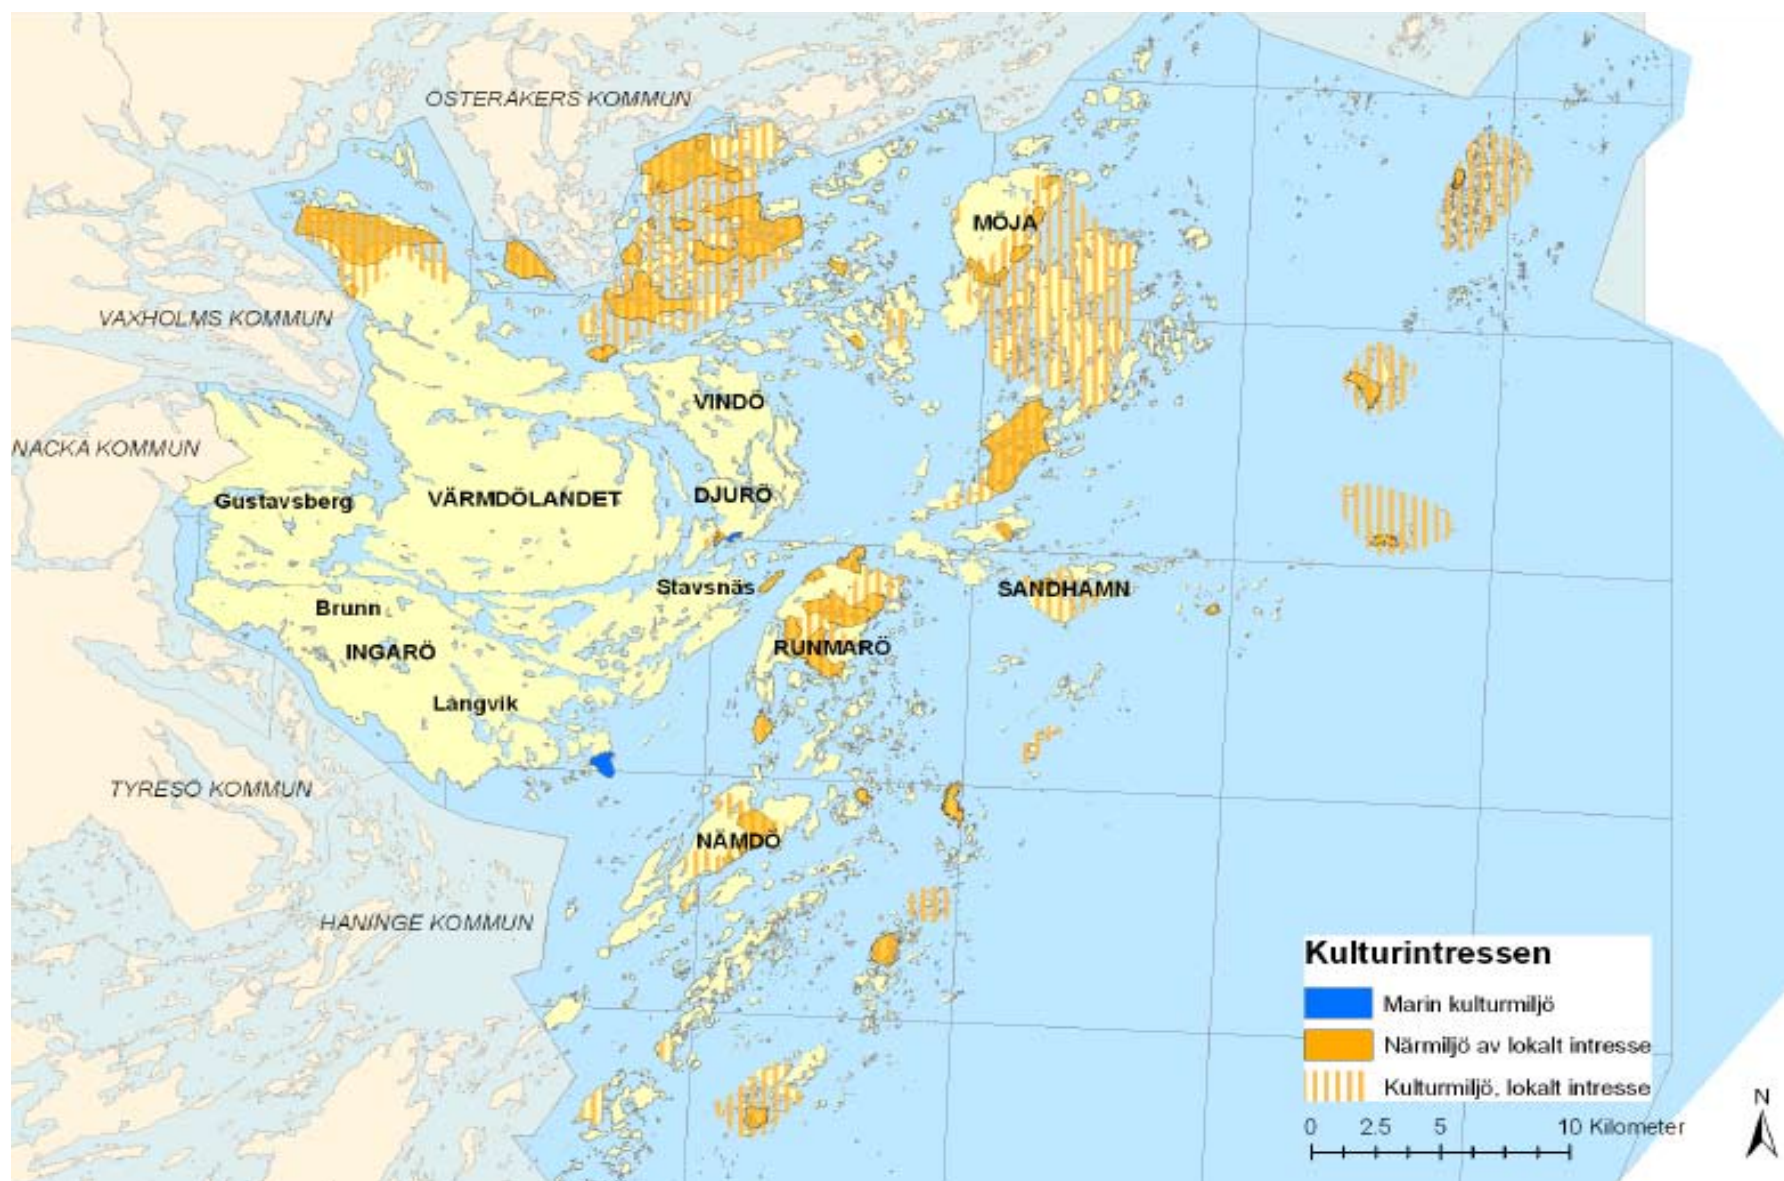 ÖSTERÅKERS KOMMUN
MÖJA
VAXHOLMS KOMMUN
VINDÖ
NACKA KOMMUN
Gustavsberg
VÄRMDÖLANDET
DJURÖ
Stavsnäs
SANDHAMN
Brunn
INGARÖ
RUNMARÖ
Långvik
TYRESÖ KOMMUN
NÄMDÖ
HANINGE KOMMUN
Kulturintressen
Marin kulturmiljö
Närmiljö av lokalt intresse
Kulturmiljö, lokalt intresse
0 2.5 5 10 Kilometer
N